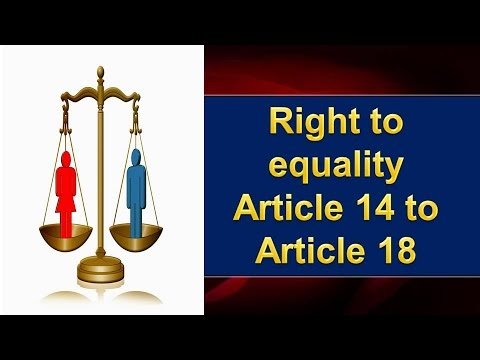 Right to
equality
Article 14 to
Article 18